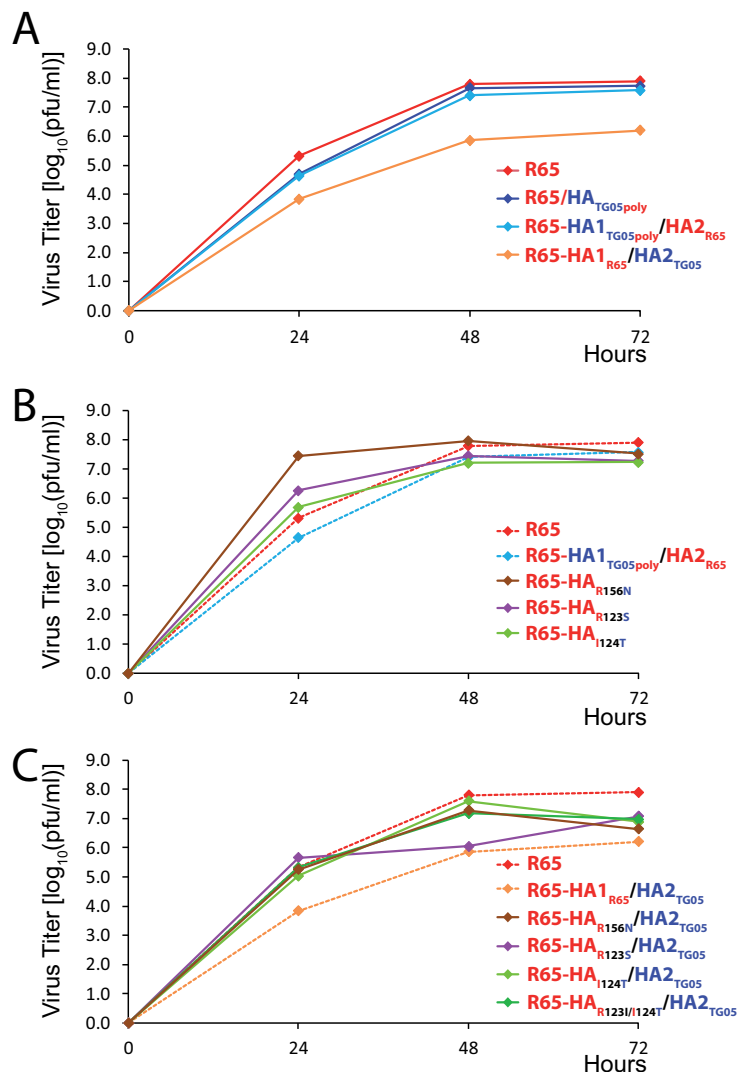 A
Virus Titer [log10(pfu/ml)]
9.0
8.0
7.0
6.0
5.0
4.0
3.0
2.0
1.0
0.0
R65
R65/HATG05poly
R65-HA1TG05poly/HA2R65
R65-HA1R65/HA2TG05
0 24 48 72
Hours
B
Virus Titer [log10(pfu/ml)]
9.0
8.0
7.0
6.0
5.0
4.0
3.0
2.0
1.0
0.0
R65
R65-HA1TG05poly/HA2R65
R65-HAR156N
R65-HAR123S
R65-HAI124T
0 24 48 72
Hours
C
Virus Titer [log10(pfu/ml)]
9.0
8.0
7.0
6.0
5.0
4.0
3.0
2.0
1.0
0.0
R65
R65-HA1R65/HA2TG05
R65-HAR156N/HA2TG05
R65-HAR123S/HA2TG05
R65-HAI124T/HA2TG05
R65-HAR123I/I124T/HA2TG05
0 24 48 72
Hours